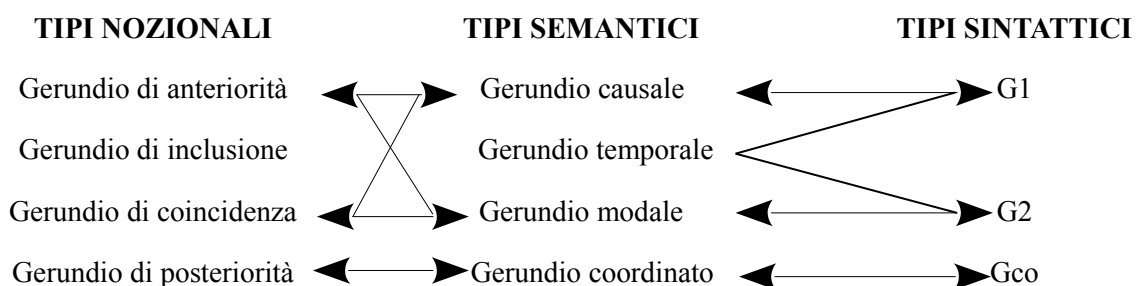 TIPI NOZIONALI TIPI SEMANTICI TIPI SINTATTICI
Gerundio di anteriorità Gerundio causale G1
Gerundio di inclusione Gerundio temporale
Gerundio di coincidenza Gerundio modale G2
Gerundio di posteriorità Gerundio coordinato Gco